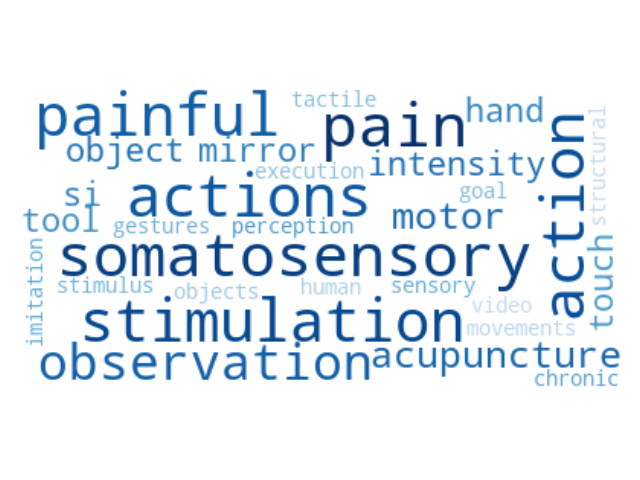 tactile
painful
pain
hand
action
structural
object
mirror
execution
intensity
si
actions
goal
tool
gestures
perception
motor
somatosensory
touch
imitation
stimulus
objects
human
sensory
stimulation
video
movements
observation
acupuncture
chronic